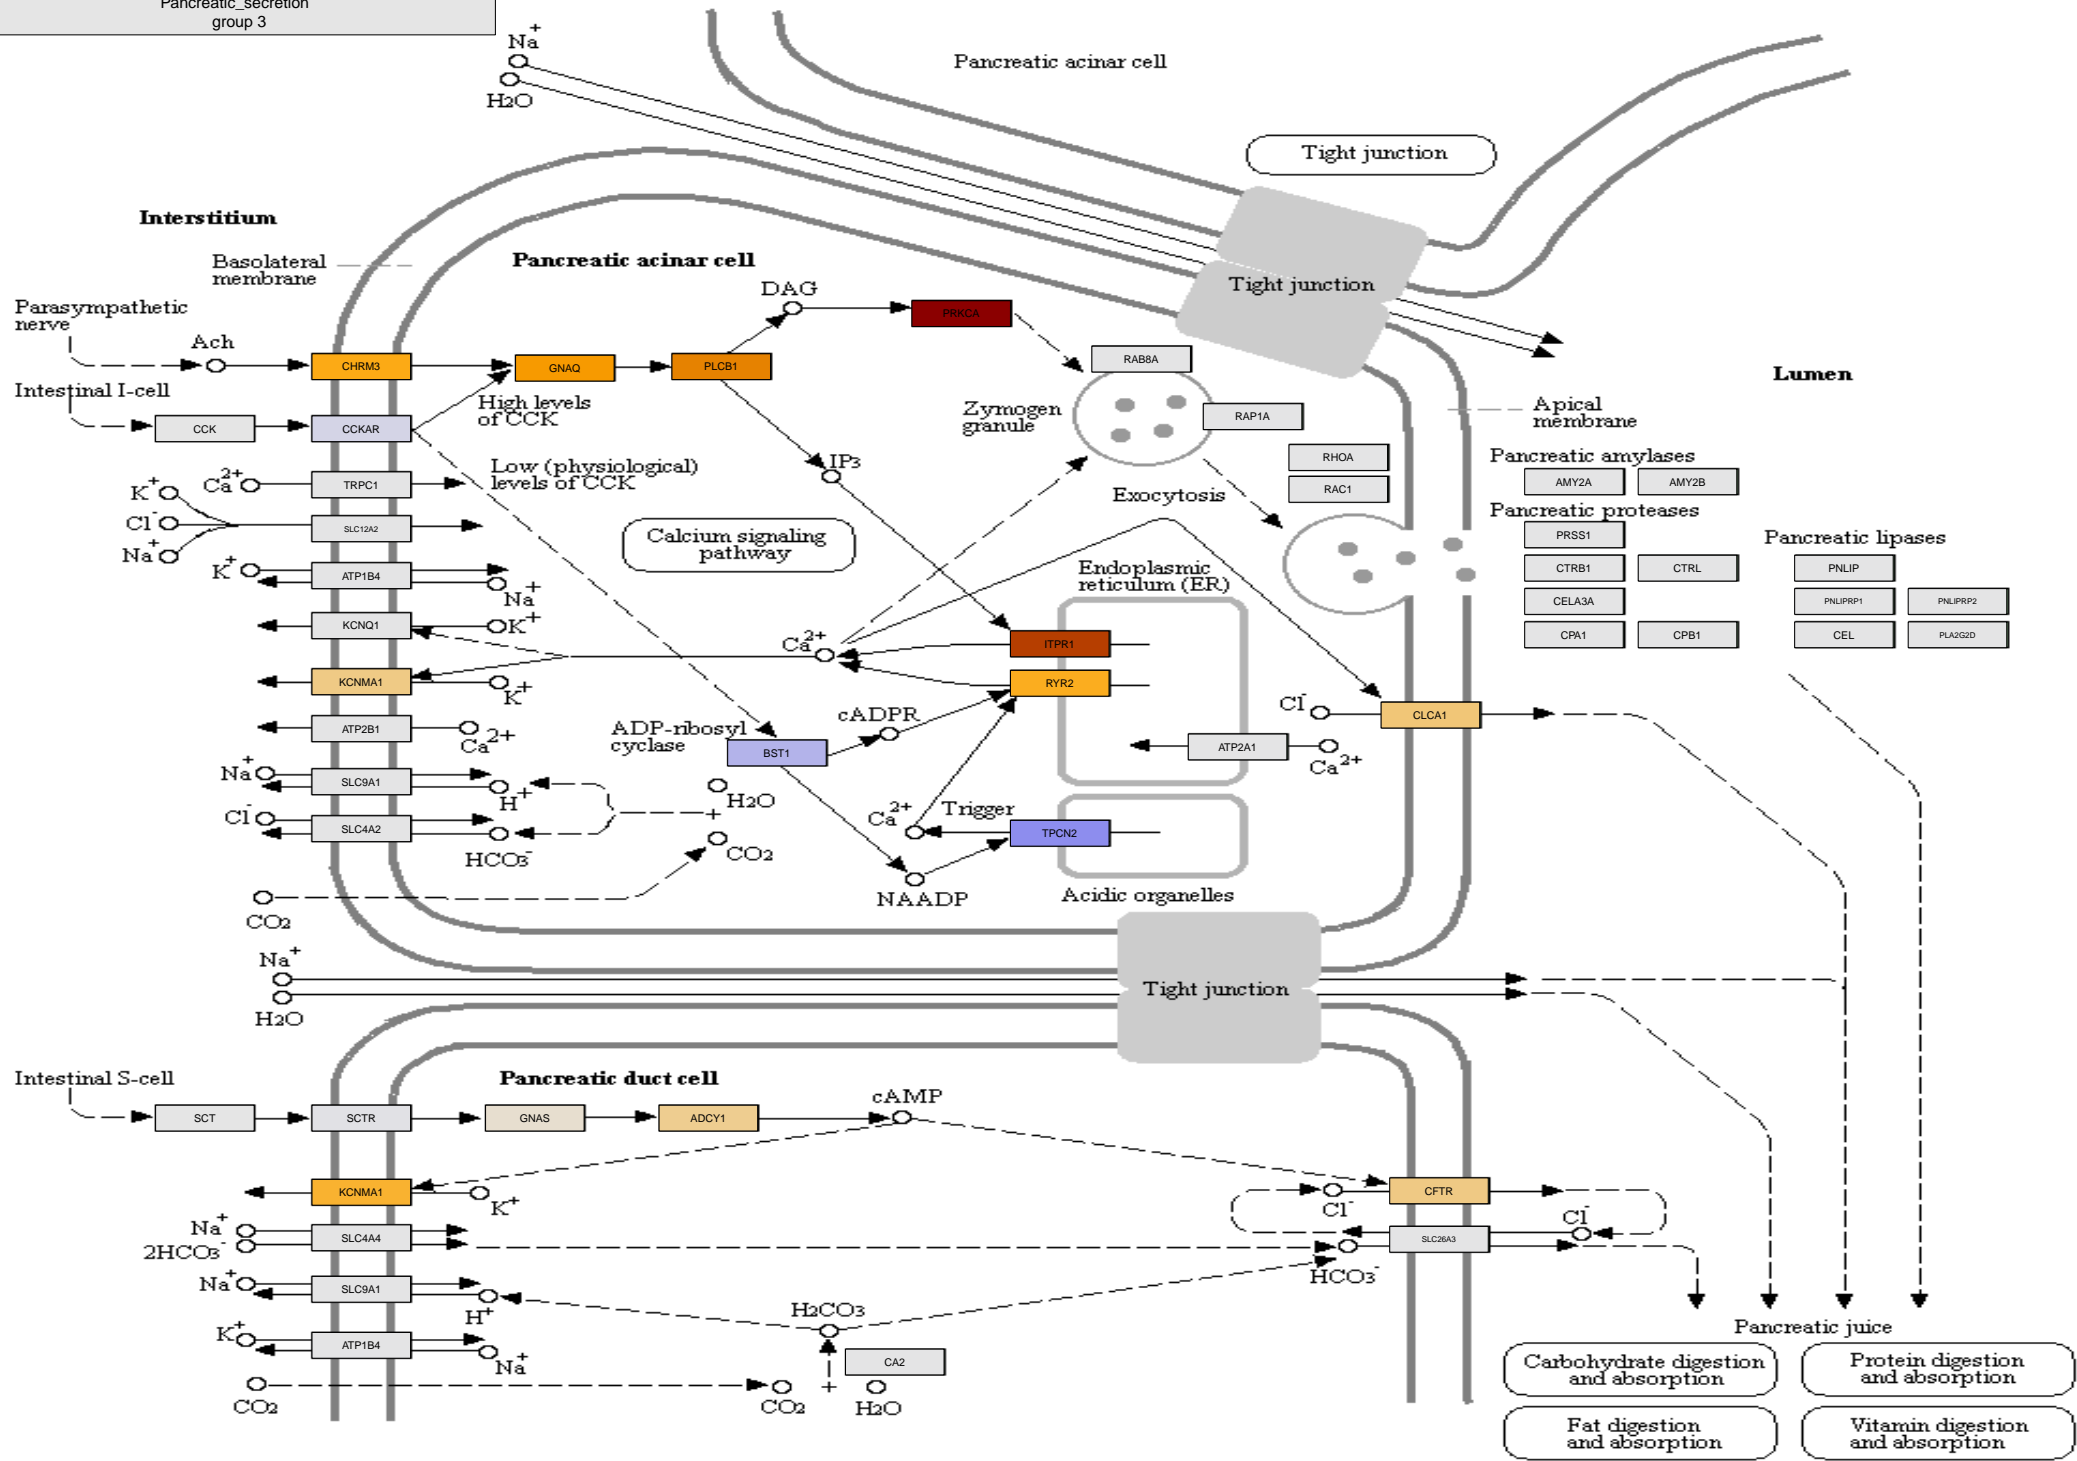 Pancreatic_secretion
group 3
Na+
H2O
Pancreatic acinar cell
Tight junction
Interstitium
Basolateral
membrane
Pancreatic acinar cell
Tight junction
Parasympathetic
nerve
Ach
DAG
PRKCA
CHRM3
GNAQ
PLCB1
RAB8A
Lumen
Intestinal I-cell
CCK
CCKAR
High levels
of CCK
Zymogen
granule
RAP1A
Apical
membrane
Low (physiological)
levels of CCK
IP3
RHOA
RAC1
Exocytosis
Pancreatic amylases
AMY2A
AMY2B
Pancreatic proteases
PRSS1
CTRB1
CTRL
CELA3A
CPA1
CPB1
Pancreatic lipases
PNLIP
PNLIPRP1
PNLIPRP2
CEL
PLA2G2D
Ca2+
TRPC1
K+
Cl-
Na+
SLC12A2
Calcium signaling
pathway
Endoplasmic
reticulum (ER)
K+
ATP1B4
Na+
KCNQ1
K+
Ca2+
ITPR1
RYR2
KCNMA1
K+
cADPR
Cl-
CLCA1
ATP2B1
Ca2+
ADP-ribosyl
cyclase
BST1
ATP2A1
Ca2+
Na+
SLC9A1
H+
H2O
+
CO2
Cl-
SLC4A2
HCO3-
Ca2+
Trigger
TPCN2
NAADP
Acidic organelles
CO2
Na+
H2O
Tight junction
Intestinal S-cell
Pancreatic duct cell
cAMP
SCT
SCTR
GNAS
ADCY1
KCNMA1
K+
CFTR
Cl-
Cl-
Na+
2HCO3-
SLC4A4
SLC26A3
HCO3-
Na+
SLC9A1
H+
H2CO3
K+
ATP1B4
Na+
CA2
CO2
CO2
+
H2O
Pancreatic juice
Carbohydrate digestion
and absorption
Protein digestion
and absorption
Fat digestion
and absorption
Vitamin digestion
and absorption